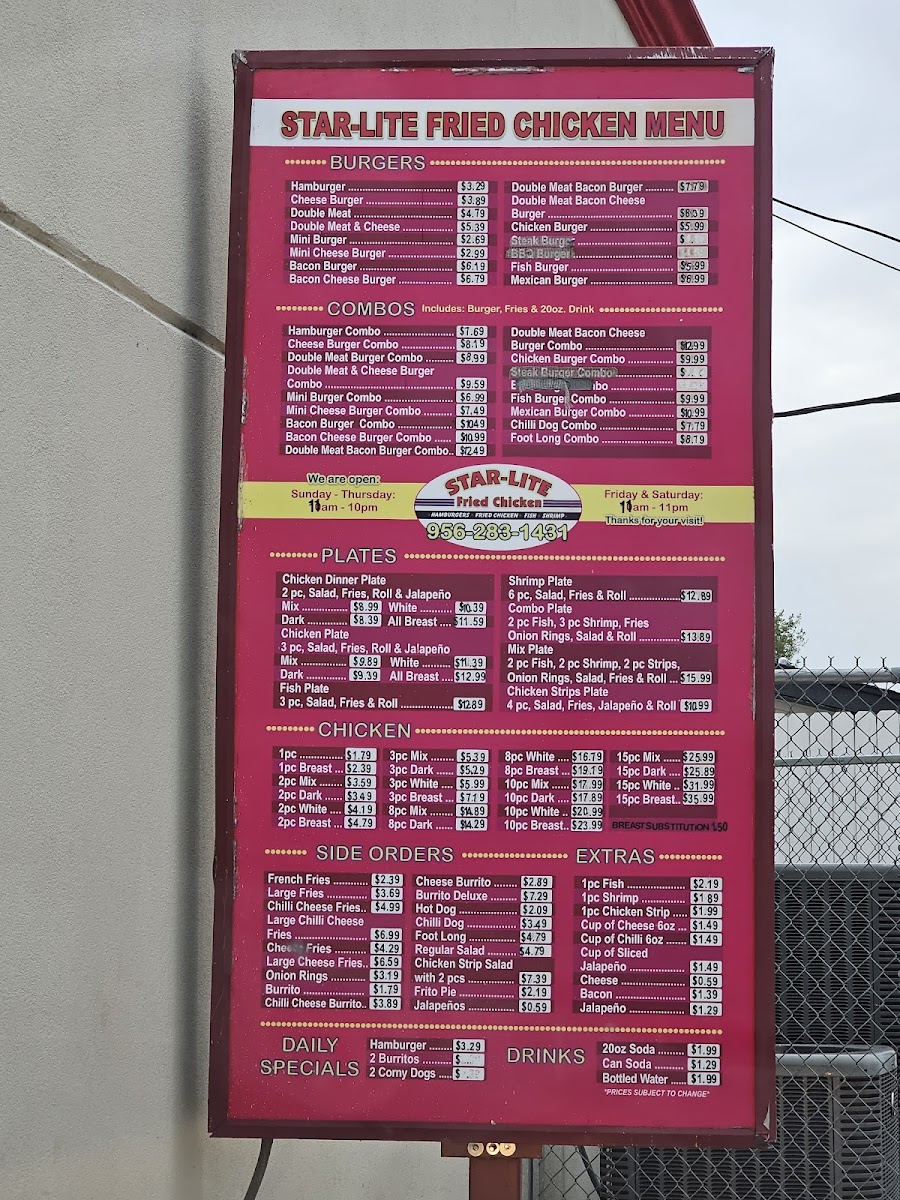 STAR-LITE FRIED CHICKEN MENU
BURGERS
Hamburger $3.29
Cheese Burger $3.89
Double Meat $4.79
Double Meat & Cheese $5.39
Mini Burger $2.69
Mini Cheese Burger $2.99
Bacon Burger $6.19
Bacon Cheese Burger $6.79
Double Meat Bacon Burger $7.79
Double Meat Bacon Cheese
Burger
Chicken Burger $5.99
Steak Burger $
BBQ Burger
Fish Burger $5.99
Mexican Burger $6.99
COMBOS Includes: Burger, Fries & 20oz. Drink
Hamburger Combo $7.69
Cheese Burger Combo $8.19
Double Meat Burger Combo $8.99
Double Meat & Cheese Burger
Combo $9.59
Mini Burger Combo $6.99
Mini Cheese Burger Combo $7.49
Bacon Burger Combo $10.49
Bacon Cheese Burger Combo $10.99
Double Meat Bacon Burger Combo.. $12.49
Double Meat Bacon Cheese
Burger Combo $12.99
Chicken Burger Combo $9.99
Steak Burger Combo $
Fish Burger Combo $9.99
Mexican Burger Combo $10.99
Chilli Dog Combo $7.79
Foot Long Combo $8.79
We are open:
Sunday - Thursday:
11am - 10pm
STAR-LITE
Fried Chicken
HAMBURGERS · FRIED CHICKEN · FISH · SHRIMP
956-283-1431
Friday & Saturday:
11am - 11pm
Thanks for your visit!
PLATES
Chicken Dinner Plate
2 pc, Salad, Fries, Roll & Jalapeño
Mix $8.99 White $10.39
Dark $8.39 All Breast $11.59
Chicken Plate
3 pc, Salad, Fries, Roll & Jalapeño
Mix $9.89 White $11.39
Dark $9.39 All Breast $12.99
Fish Plate
3 pc, Salad, Fries & Roll $12.89
Shrimp Plate
6 pc, Salad, Fries & Roll $12.89
Combo Plate
2 pc Fish, 3 pc Shrimp, Fries
Onion Rings, Salad & Roll $13.89
Mix Plate
2 pc Fish, 2 pc Shrimp, 2 pc Strips,
Onion Rings, Salad, Fries & Roll $15.99
Chicken Strips Plate
4 pc, Salad, Fries, Jalapeño & Roll $10.99
CHICKEN
1pc $1.79
1pc Breast $2.39
2pc Mix $3.59
2pc Dark $3.49
2pc White $4.19
2pc Breast $4.79
3pc Mix $5.39
3pc Dark $5.29
3pc White $5.99
3pc Breast $7.19
8pc Mix $14.89
8pc Dark $14.29
8pc White $16.79
8pc Breast $19.19
10pc Mix $17.99
10pc Dark $17.89
10pc White $20.99
10pc Breast.. $23.99
15pc Mix $25.99
15pc Dark $25.89
15pc White $31.99
15pc Breast.. $35.99
BREAST SUBSTITUTION 1.50
SIDE ORDERS
French Fries $2.39
Large Fries $3.69
Chilli Cheese Fries.. $4.99
Large Chilli Cheese
Fries $6.99
Cheese Fries $4.29
Large Cheese Fries.. $6.59
Onion Rings $3.19
Burrito $1.79
Chilli Cheese Burrito.. $3.89
Cheese Burrito $2.89
Burrito Deluxe $7.29
Hot Dog $2.09
Chilli Dog $3.49
Foot Long $4.79
Regular Salad $4.79
Chicken Strip Salad
with 2 pcs $7.39
Frito Pie $2.19
Jalapeños $0.59
EXTRAS
1pc Fish $2.19
1pc Shrimp $1.89
1pc Chicken Strip $1.99
Cup of Cheese 6oz $1.49
Cup of Chilli 6oz $1.49
Cup of Sliced
Jalapeño $1.49
Cheese $0.59
Bacon $1.39
Jalapeño $1.29
DAILY
SPECIALS
Hamburger $3.29
2 Burritos $
2 Corny Dogs $
DRINKS
20oz Soda $1.99
Can Soda $1.29
Bottled Water $1.99
*PRICES SUBJECT TO CHANGE*